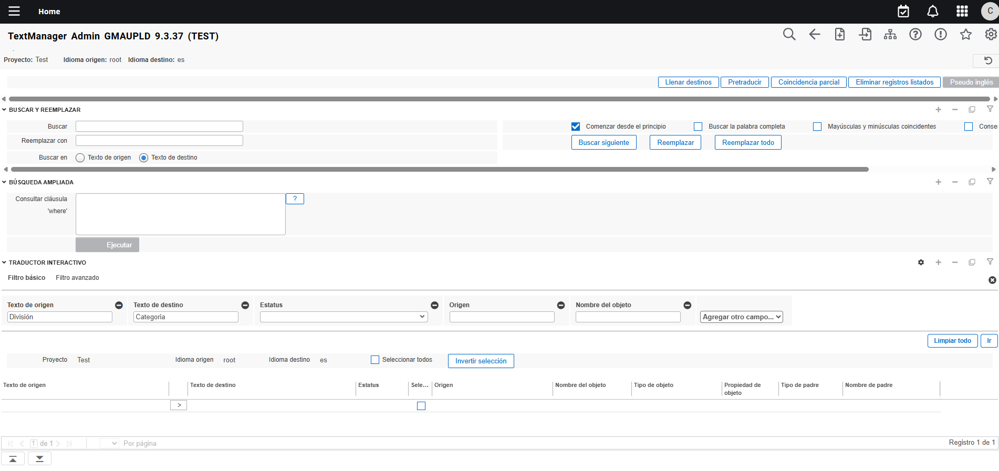 Home
C
TextManager Admin GMAUPLD 9.3.37 (TEST)
Proyecto: Test Idioma origen: root Idioma destino: es
Llenar destinos Pretraducir Coincidencia parcial Eliminar registros listados Pseudo inglés
BUSCAR Y REEMPLAZAR
Buscar Comenzar desde el principio Buscar la palabra completa Mayúsculas y minúsculas coincidentes
Reemplazar con Buscar siguiente Reemplazar Reemplazar todo
Buscar en Texto de origen Texto de destino
BÚSQUEDA AMPLIADA
Consultar cláusula ?
'where'
Ejecutar
TRADUCTOR INTERACTIVO
Filtro básico Filtro avanzado
Texto de origen Texto de destino Estatus Origen Nombre del objeto
División Categoria Agregar otro campo...
Limpiar todo Ir
Proyecto Test Idioma origen root Idioma destino es Seleccionar todos Invertir selección
Texto de origen Texto de destino Estatus Sele... Origen Nombre del objeto Tipo de objeto Propiedad de Tipo de padre Nombre de padre
objeto
>
1 de 1 Por página Registro 1 de 1